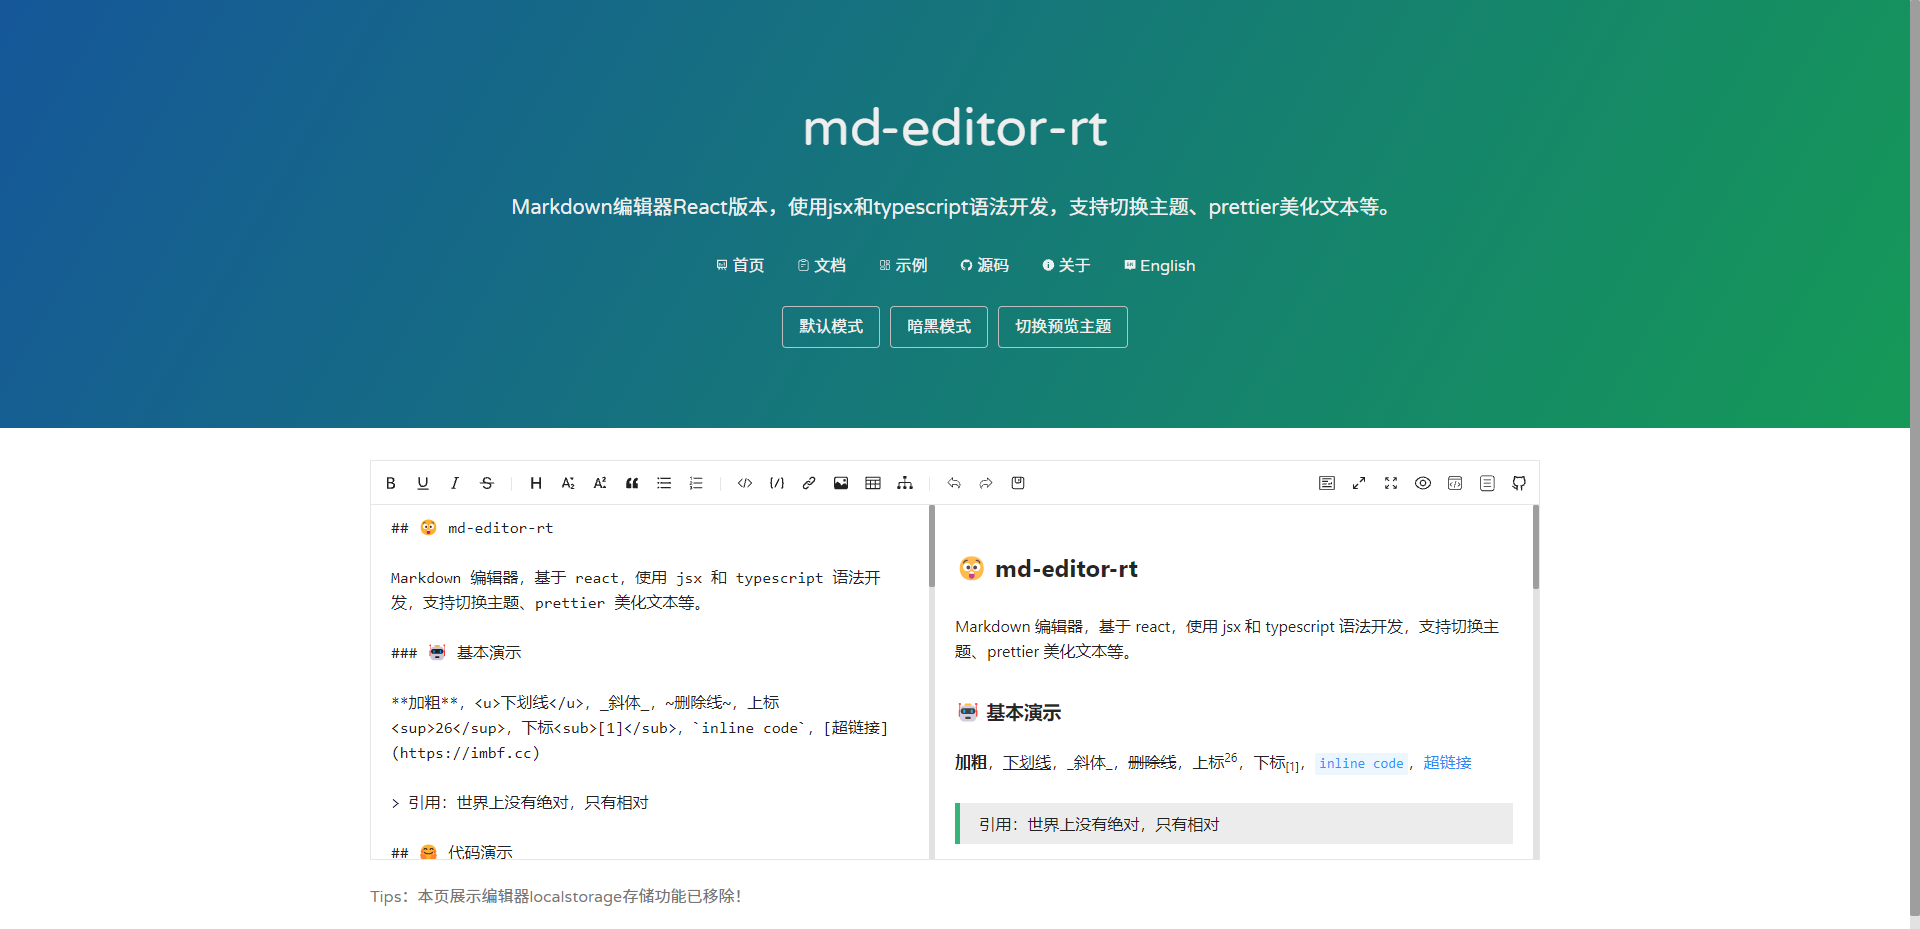 md-editor-rt
Markdown编辑器React版本，使用jsx和typescript语法开发，支持切换主题、prettier美化文本等。
首页 文档 示例 源码 关于 English
默认模式 暗黑模式 切换预览主题
## 😲 md-editor-rt
Markdown 编辑器，基于 react，使用 jsx 和 typescript 语法开
发，支持切换主题、prettier 美化文本等。
### 🤖 基本演示
**加粗**，<u>下划线</u>，_斜体_，~删除线~，上标
<sup>26</sup>，下标<sub>[1]</sub>，`inline code`，[超链接]
(https://imbf.cc)
> 引用：世界上没有绝对，只有相对
## 🤗 代码演示
😲 md-editor-rt
Markdown 编辑器，基于 react，使用 jsx 和 typescript 语法开发，支持切换主
题、prettier 美化文本等。
🤖 基本演示
加粗，下划线，_斜体_，删除线，上标26，下标[1]，inline code，超链接
引用：世界上没有绝对，只有相对
Tips：本页展示编辑器localstorage存储功能已移除！